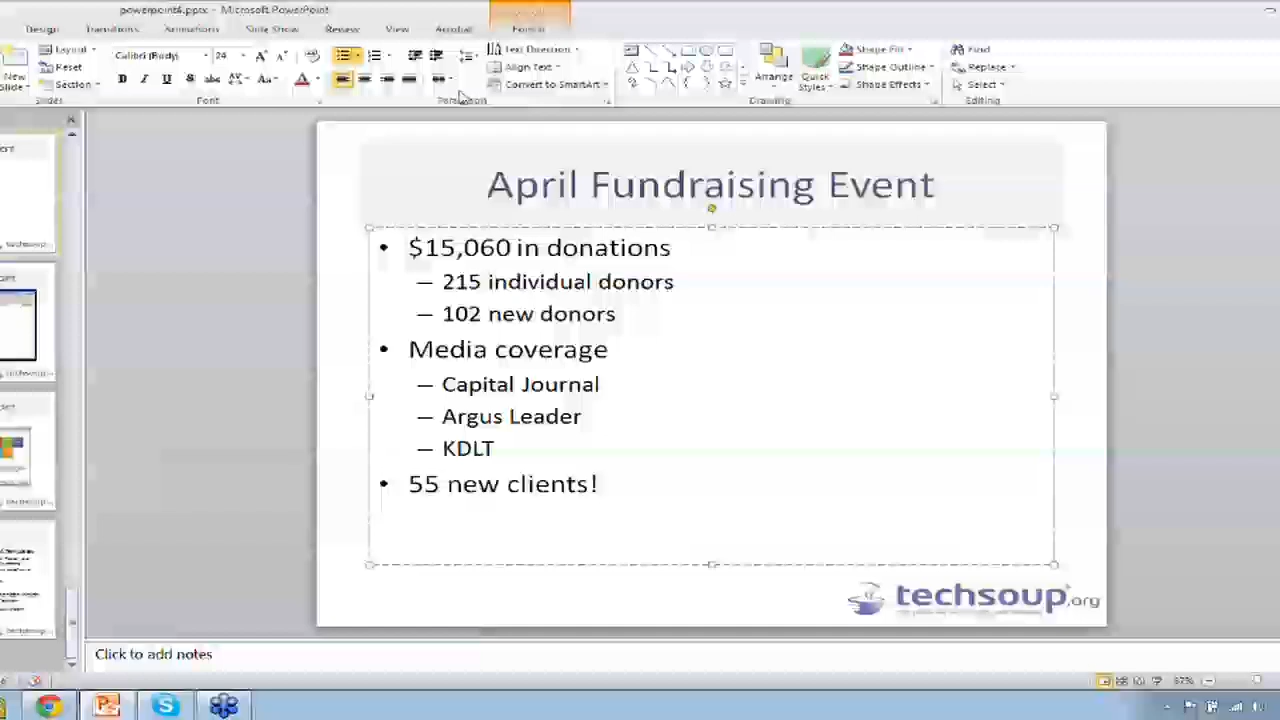 powerpoint4.pptx - Microsoft PowerPoint
Design Transitions Animations Slide Show Review View Acrobat Format
New
Slide
Layout
Reset
Section
Slides
Calibri (Body) 24
B I U S abc AV Aa A
Font
Text Direction
Align Text
Convert to SmartArt
Paragraph
Arrange
Quick
Styles
Shape Fill
Shape Outline
Shape Effects
Drawing
Find
Replace
Select
Editing
April Fundraising Event
• $15,060 in donations
– 215 individual donors
– 102 new donors
• Media coverage
– Capital Journal
– Argus Leader
– KDLT
• 55 new clients!
techsoup.org
Click to add notes